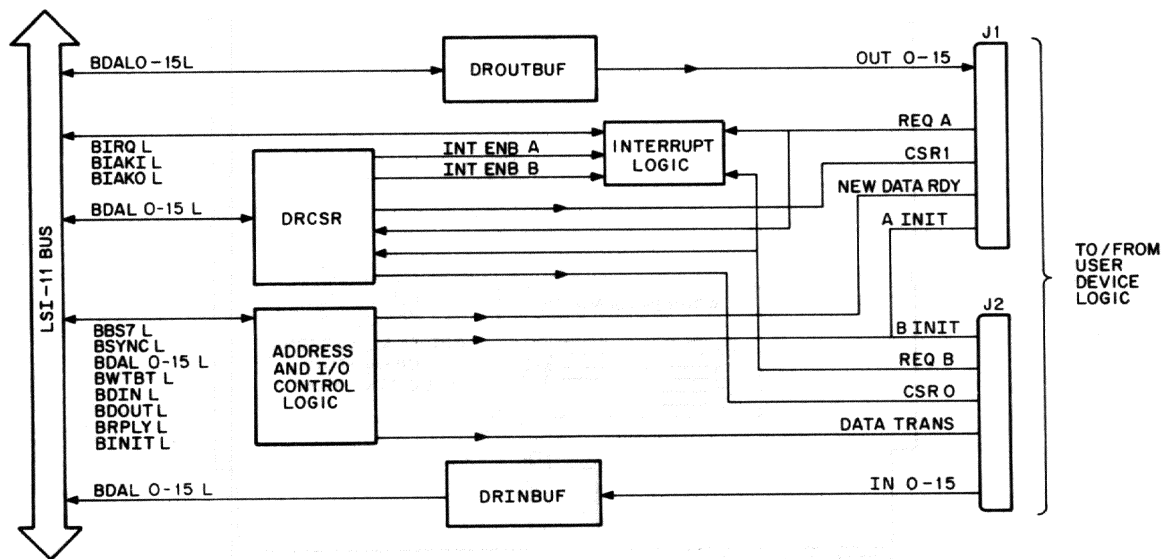 J1
BDAL0-15L
DROUTBUF
OUT 0-15
BIRQ L
BIAKI L
BIAKO L
INT ENB A
INT ENB B
INTERRUPT
LOGIC
REQ A
CSR1
NEW DATA RDY
A INIT
BDAL 0-15 L
DRCSR
LSI-11 BUS
TO/FROM
USER
DEVICE
LOGIC
J2
BBS7 L
BSYNC L
BDAL 0-15 L
BWTBT L
BDIN L
BDOUT L
BRPLY L
BINIT L
ADDRESS
AND I/O
CONTROL
LOGIC
B INIT
REQ B
CSR 0
DATA TRANS
BDAL 0-15 L
DRINBUF
IN 0-15